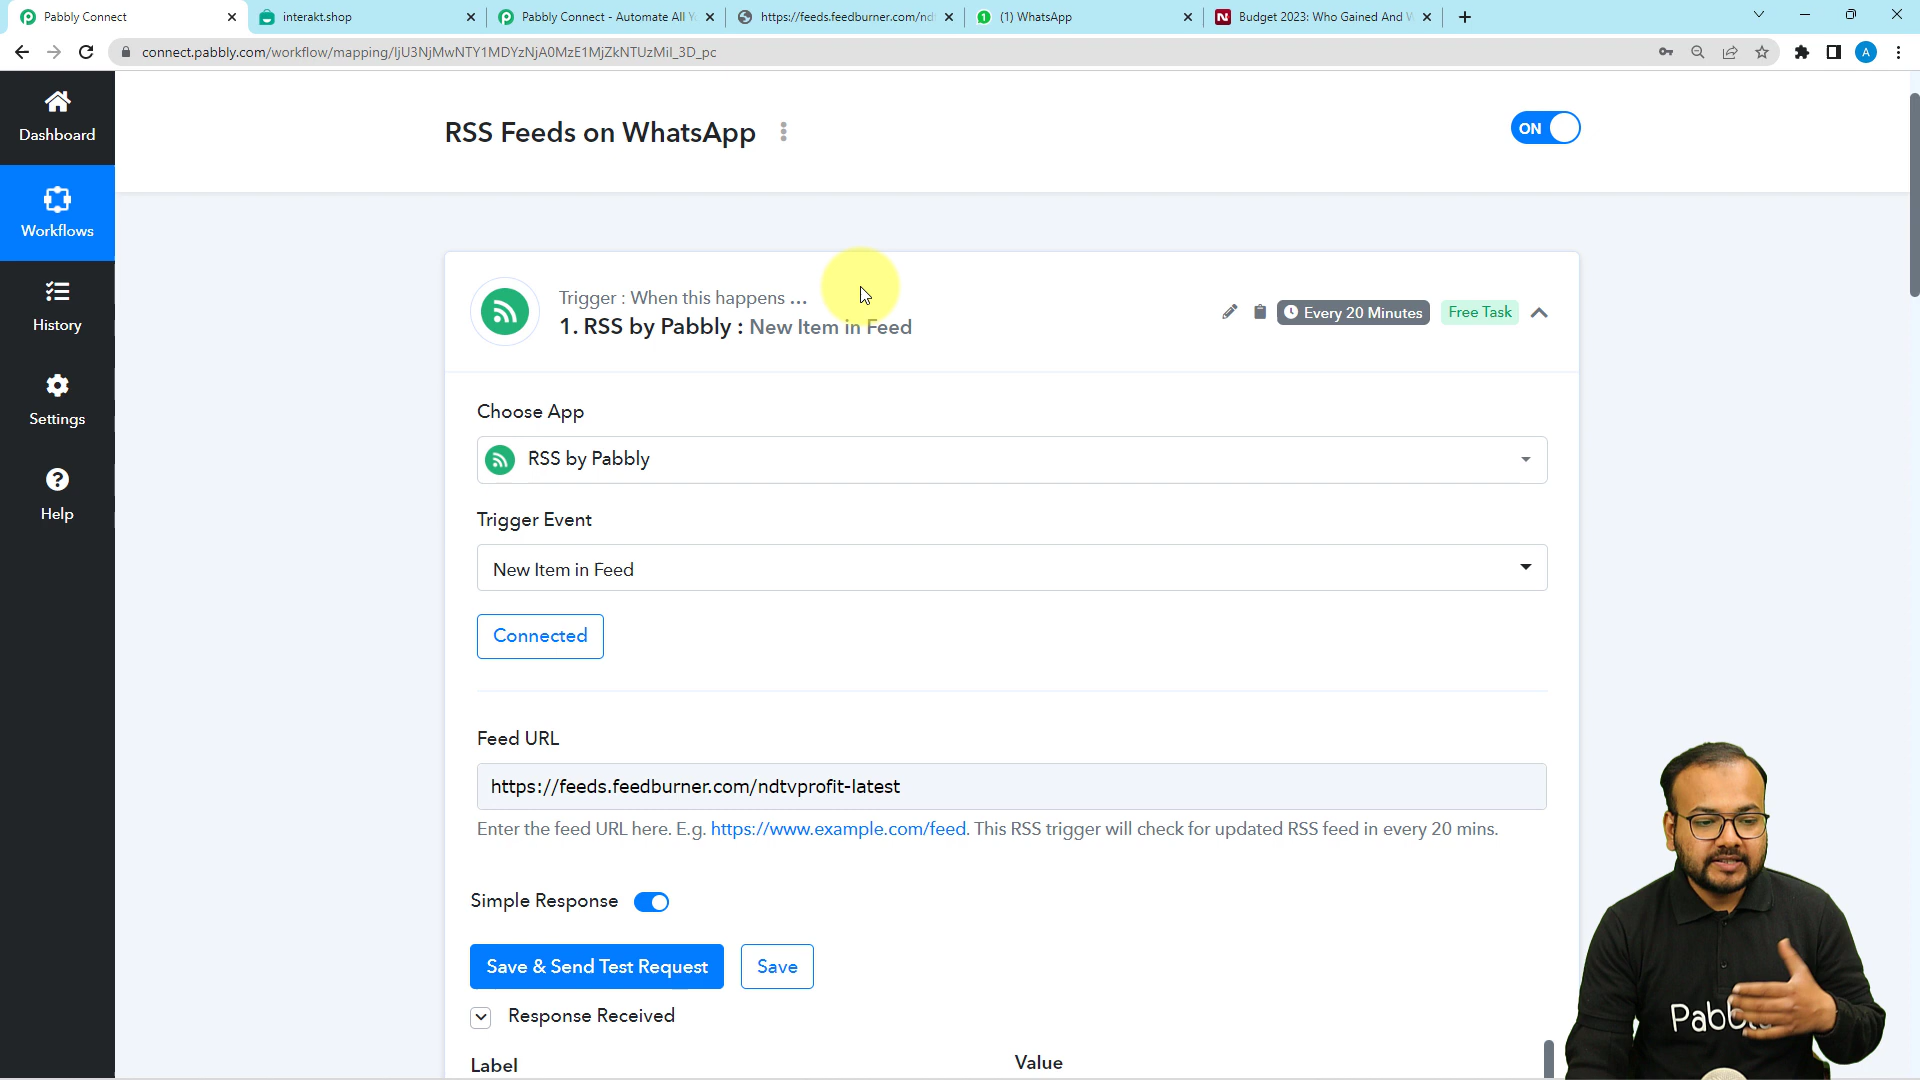 Pabbly Connect
interakt.shop
Pabbly Connect - Automate All Y
https://feeds.feedburner.com/nd
(1) WhatsApp
Budget 2023: Who Gained And W
connect.pabbly.com/workflow/mapping/IjU3NjMwNTY1MDYzNjA0MzE1MjZkNTUzMiI_3D_pc
A
Dashboard
Workflows
History
Settings
Help
RSS Feeds on WhatsApp
ON
Trigger : When this happens ...
1. RSS by Pabbly : New Item in Feed
Every 20 Minutes
Free Task
Choose App
RSS by Pabbly
Trigger Event
New Item in Feed
Connected
Feed URL
https://feeds.feedburner.com/ndtvprofit-latest
Enter the feed URL here. E.g. https://www.example.com/feed. This RSS trigger will check for updated RSS feed in every 20 mins.
Simple Response
Save & Send Test Request
Save
Response Received
Label
Value